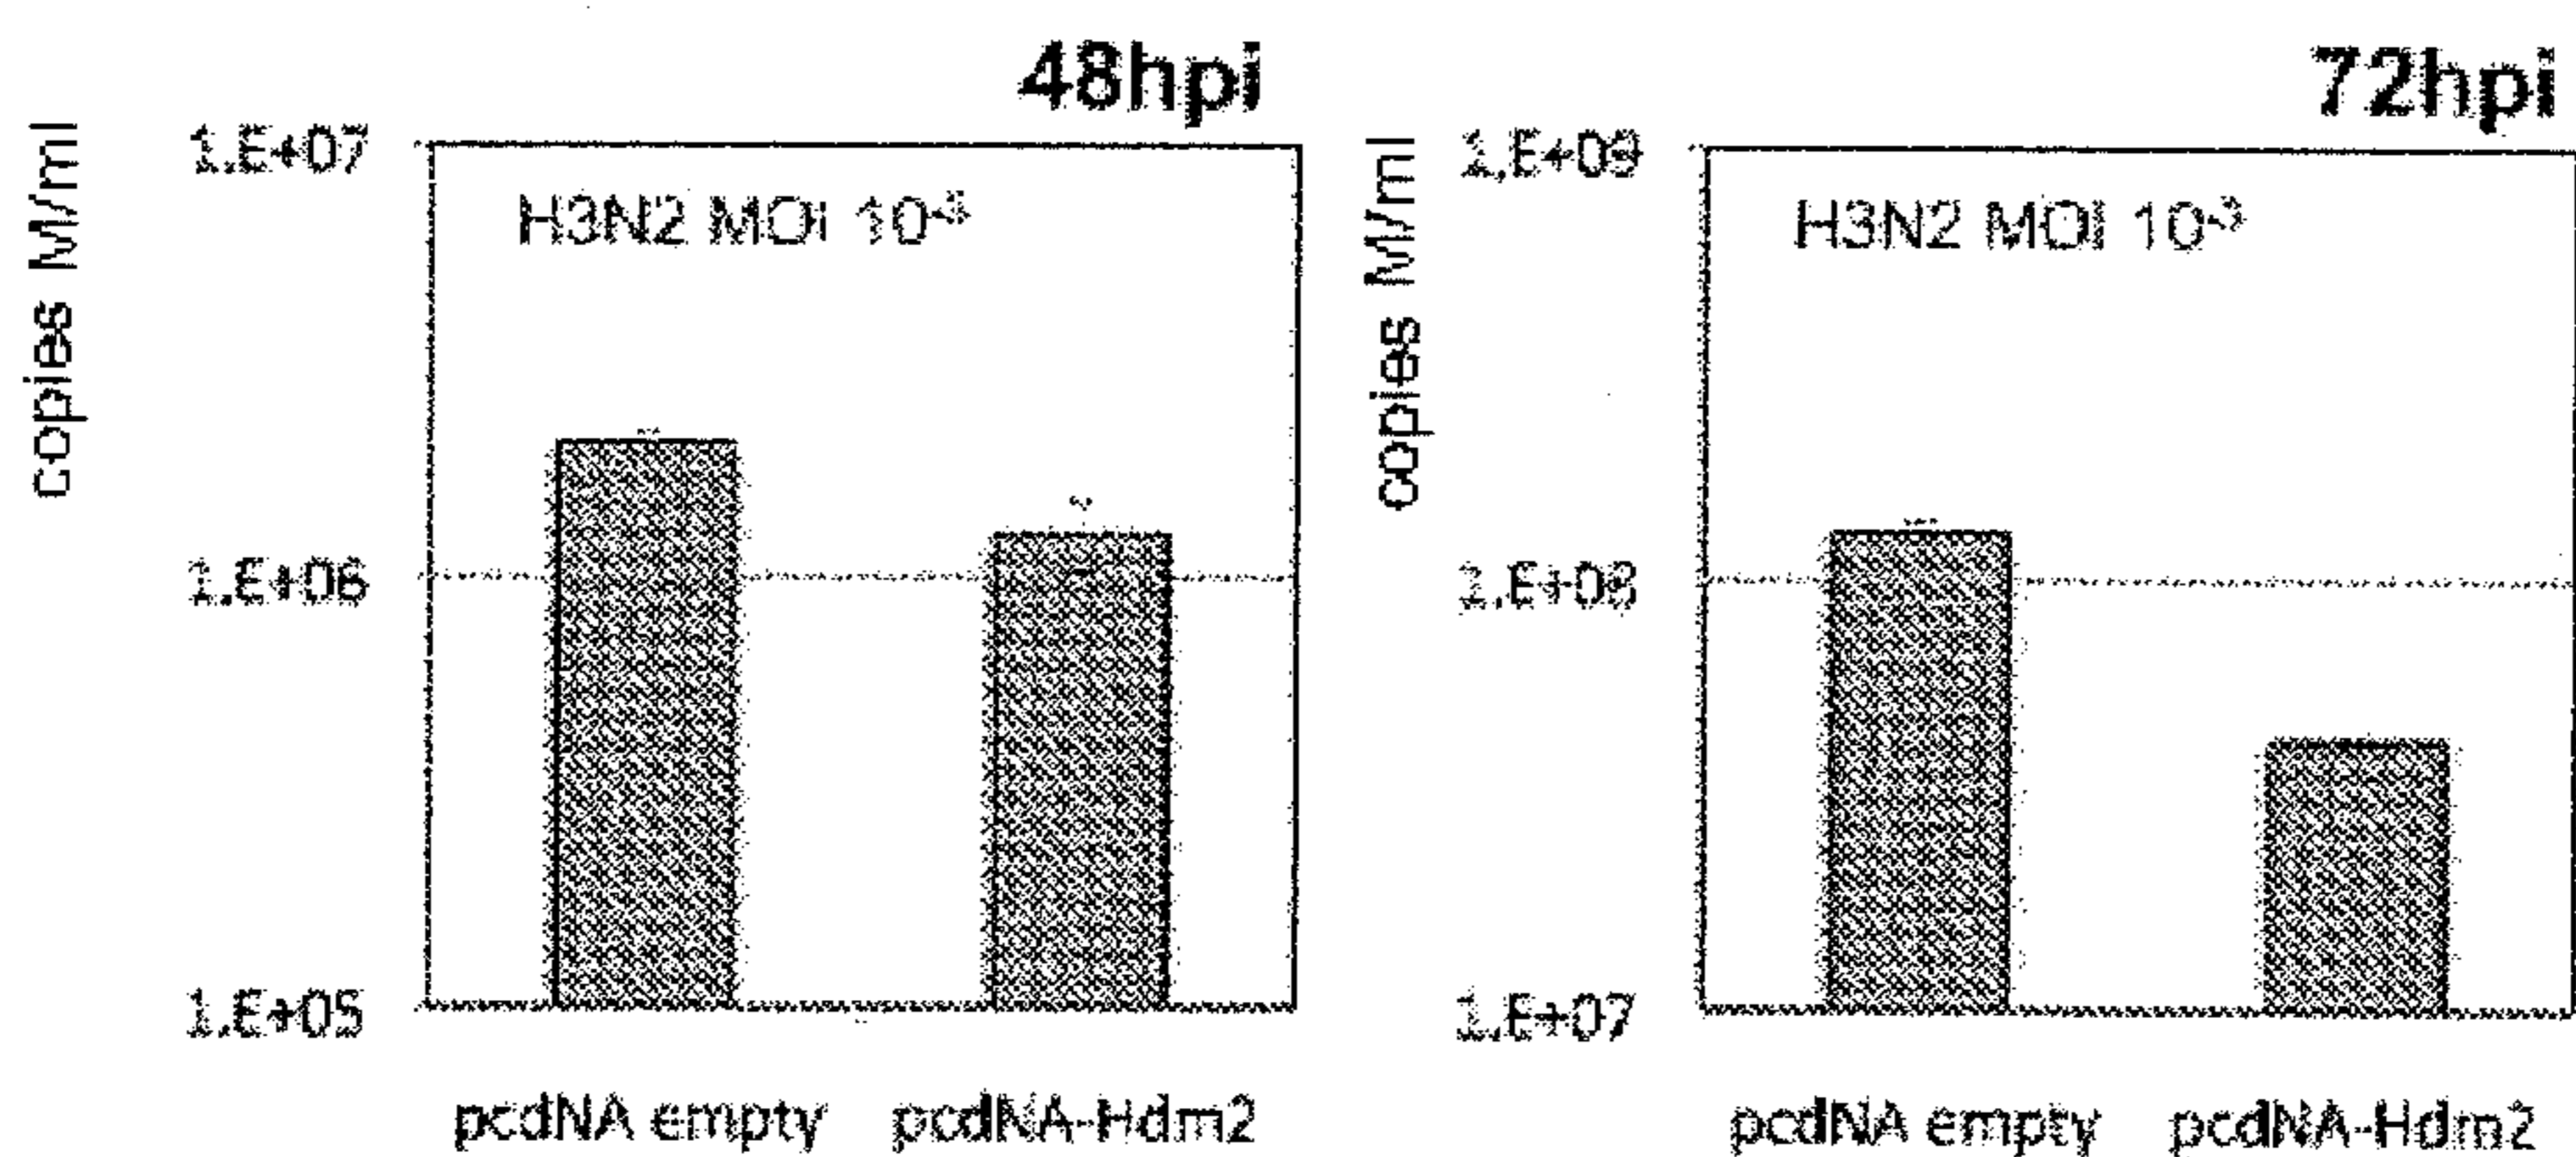 48hpi
copies M/ml
1.E+07
1.E+06
1.E+05
H3N2 MOI 10
pcdNA empty pcdNA-Hdm2
72hpi
copies M/ml
1.E+09
1.E+08
1.E+07
H3N2 MOI 10
pcdNA empty pcdNA-Hdm2